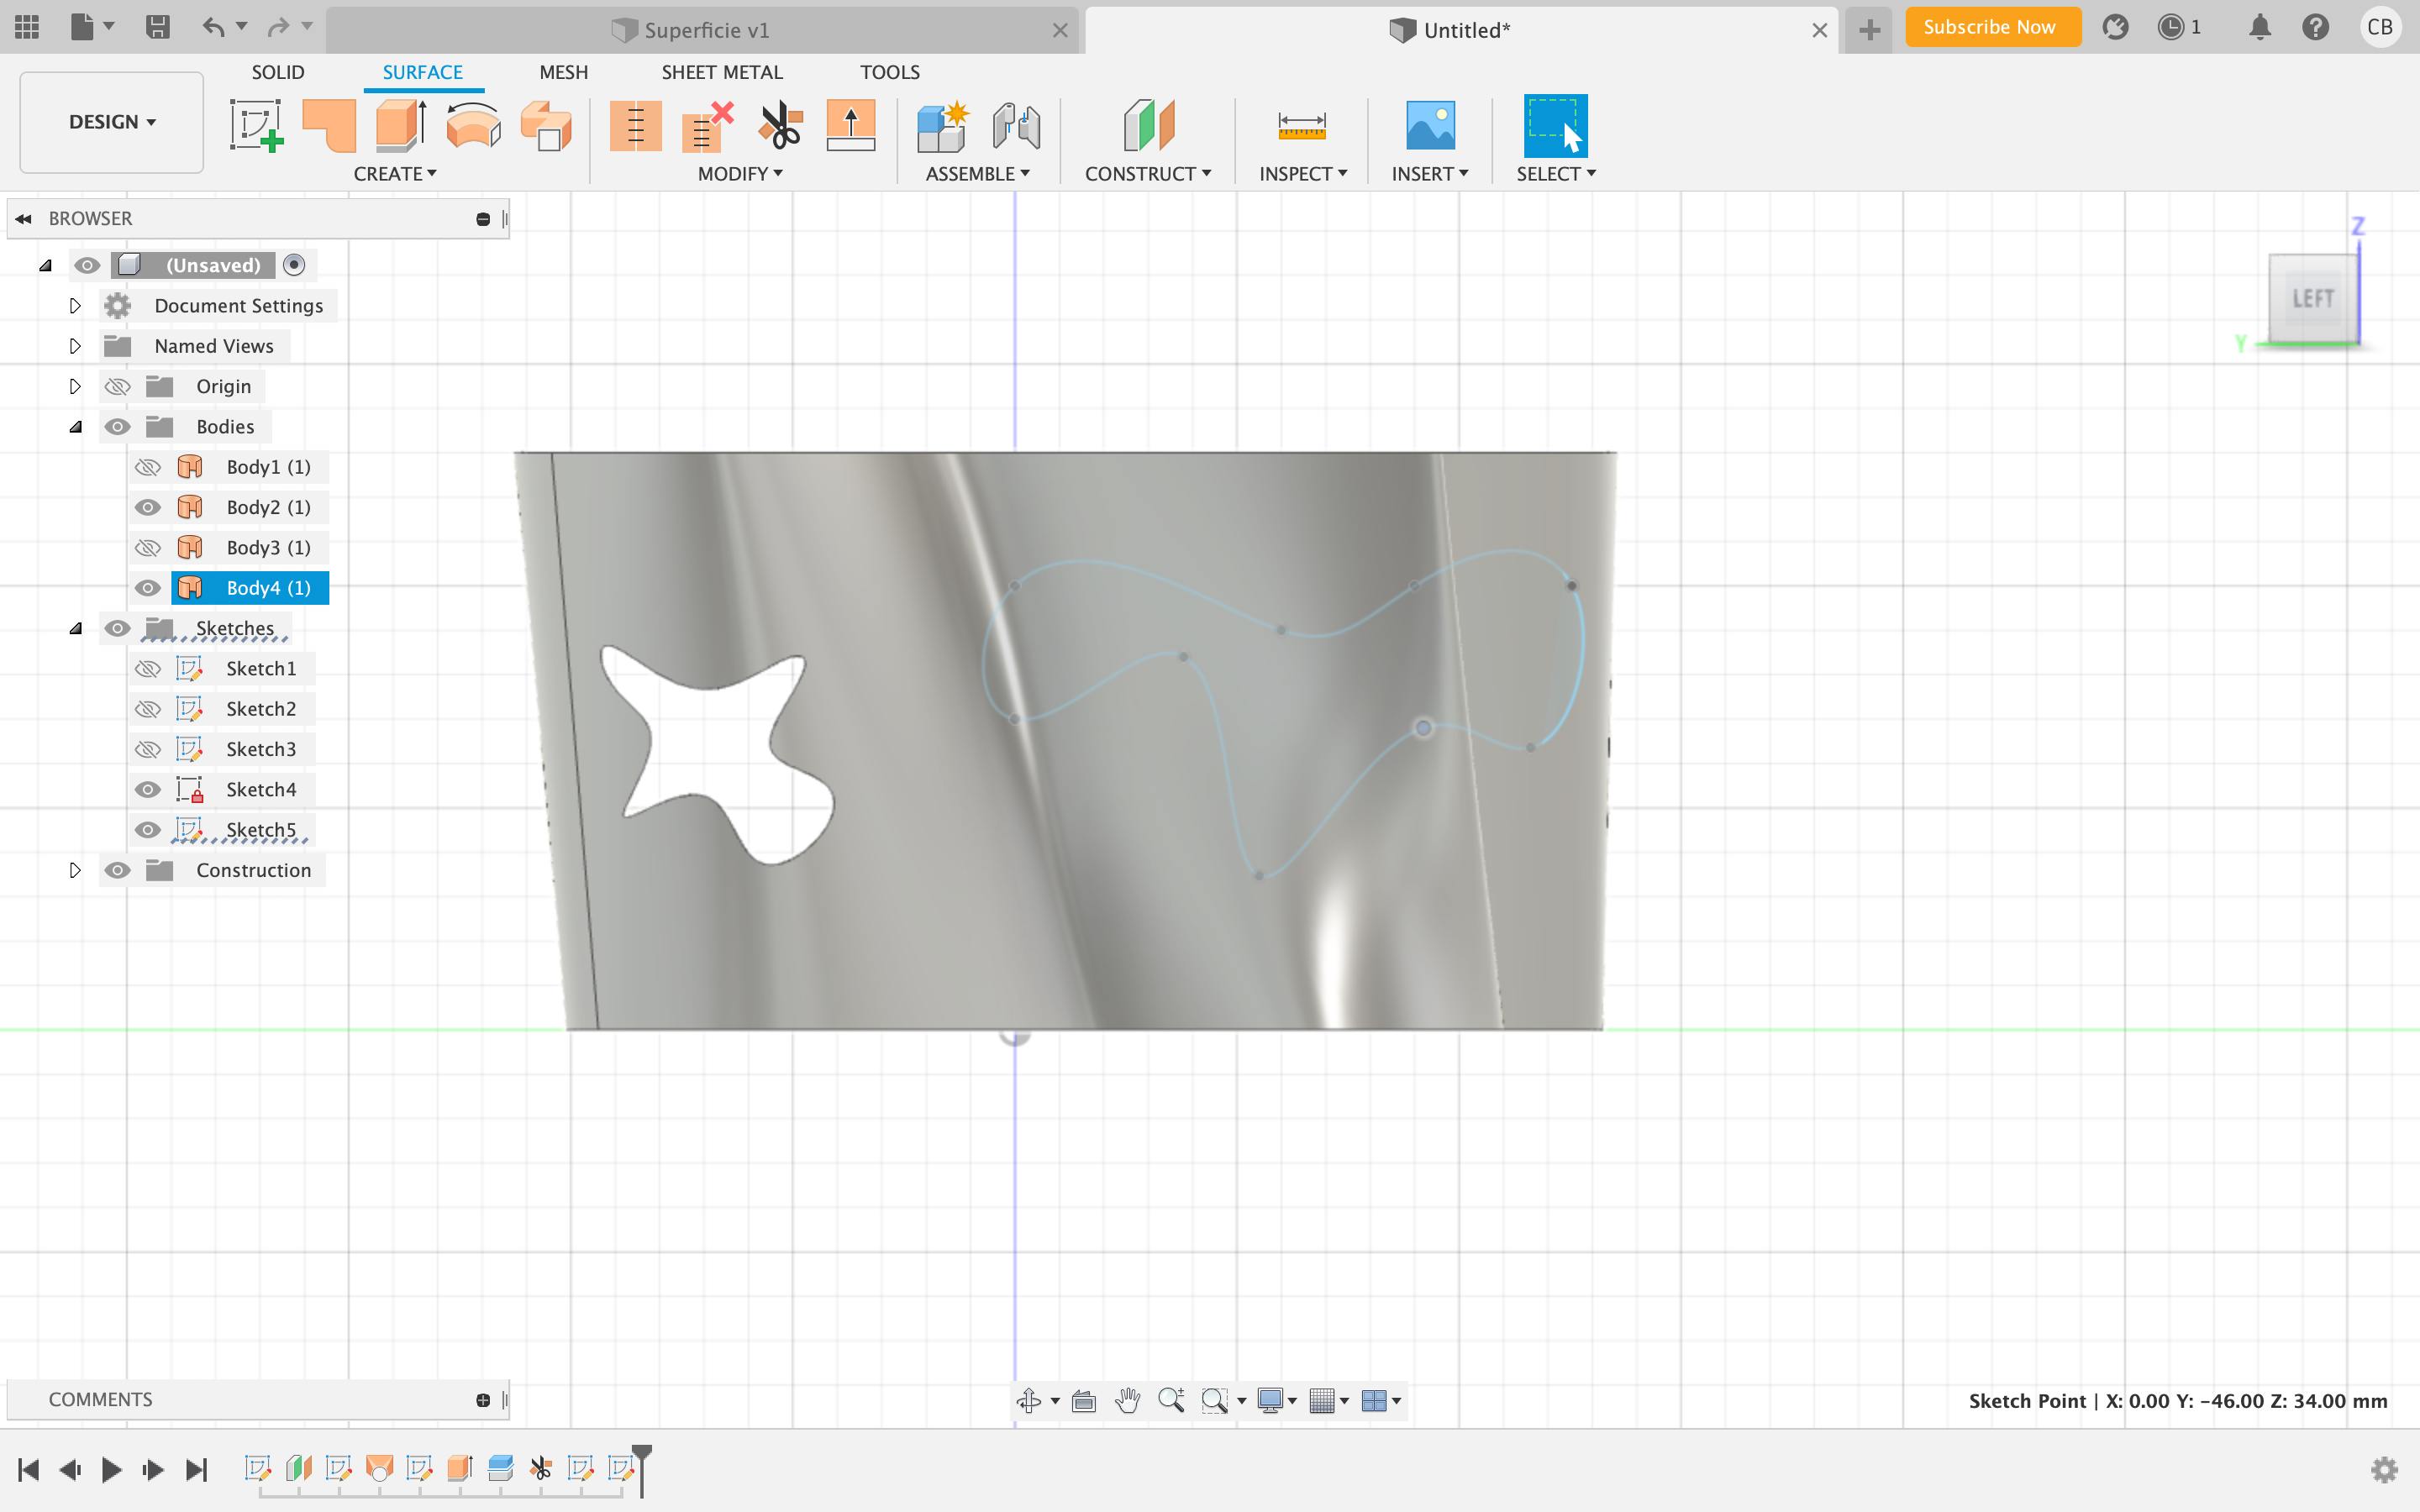 Superficie v1
Untitled*
Subscribe Now
1
CB
DESIGN
SOLID
SURFACE
MESH
SHEET METAL
TOOLS
CREATE
MODIFY
ASSEMBLE
CONSTRUCT
INSPECT
INSERT
SELECT
BROWSER
(Unsaved)
Document Settings
Named Views
Origin
Bodies
Body1 (1)
Body2 (1)
Body3 (1)
Body4 (1)
Sketches
Sketch1
Sketch2
Sketch3
Sketch4
Sketch5
Construction
Z
LEFT
Y
COMMENTS
Sketch Point | X: 0.00 Y: -46.00 Z: 34.00 mm